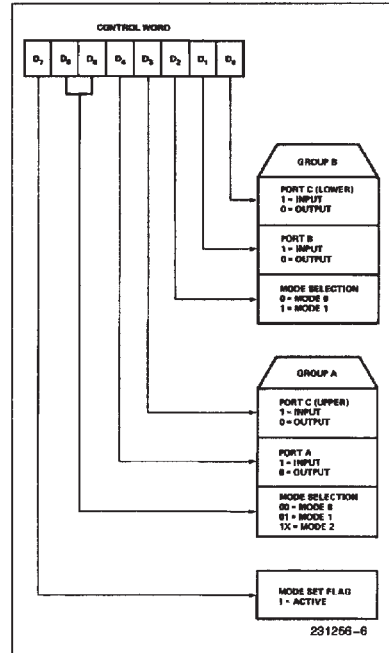 CONTROL WORD
D7 D6 D5 D4 D3 D2 D1 D0
GROUP B
PORT C (LOWER)
1 = INPUT
0 = OUTPUT
PORT B
1 = INPUT
0 = OUTPUT
MODE SELECTION
0 = MODE 0
1 = MODE 1
GROUP A
PORT C (UPPER)
1 = INPUT
0 = OUTPUT
PORT A
1 = INPUT
0 = OUTPUT
MODE SELECTION
00 = MODE 0
01 = MODE 1
1X = MODE 2
MODE SET FLAG
1 = ACTIVE
231256–6